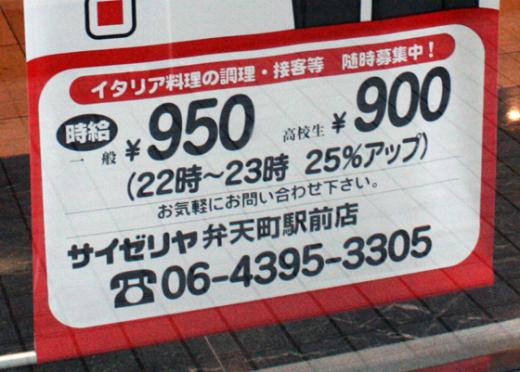 イタリア料理の調理・接客等 随時募集中!
時給 一般 ¥950 高校生 ¥900
(22時〜23時 25%アップ)
お気軽にお問い合わせ下さい。
サイゼリヤ弁天町駅前店
☎06-4395-3305